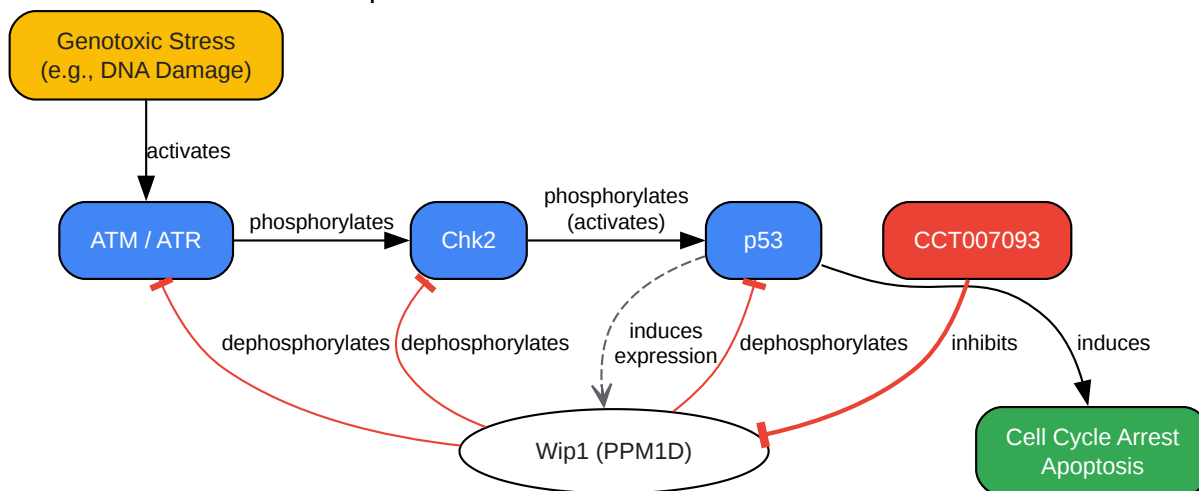 Genotoxic Stress
(e.g., DNA Damage)
activates
phosphorylates
phosphorylates
(activates)
ATM / ATR
Chk2
p53
CCT007093
dephosphorylates
dephosphorylates
induces
expression
dephosphorylates
inhibits
induces
Wip1 (PPM1D)
Cell Cycle Arrest
Apoptosis